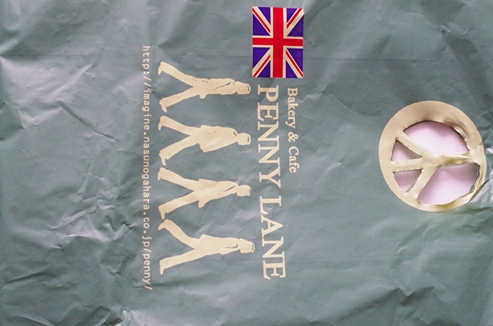 Bakery & Cafe
PENNY LANE
http://imagine.nasunogahara.co.jp/penny/